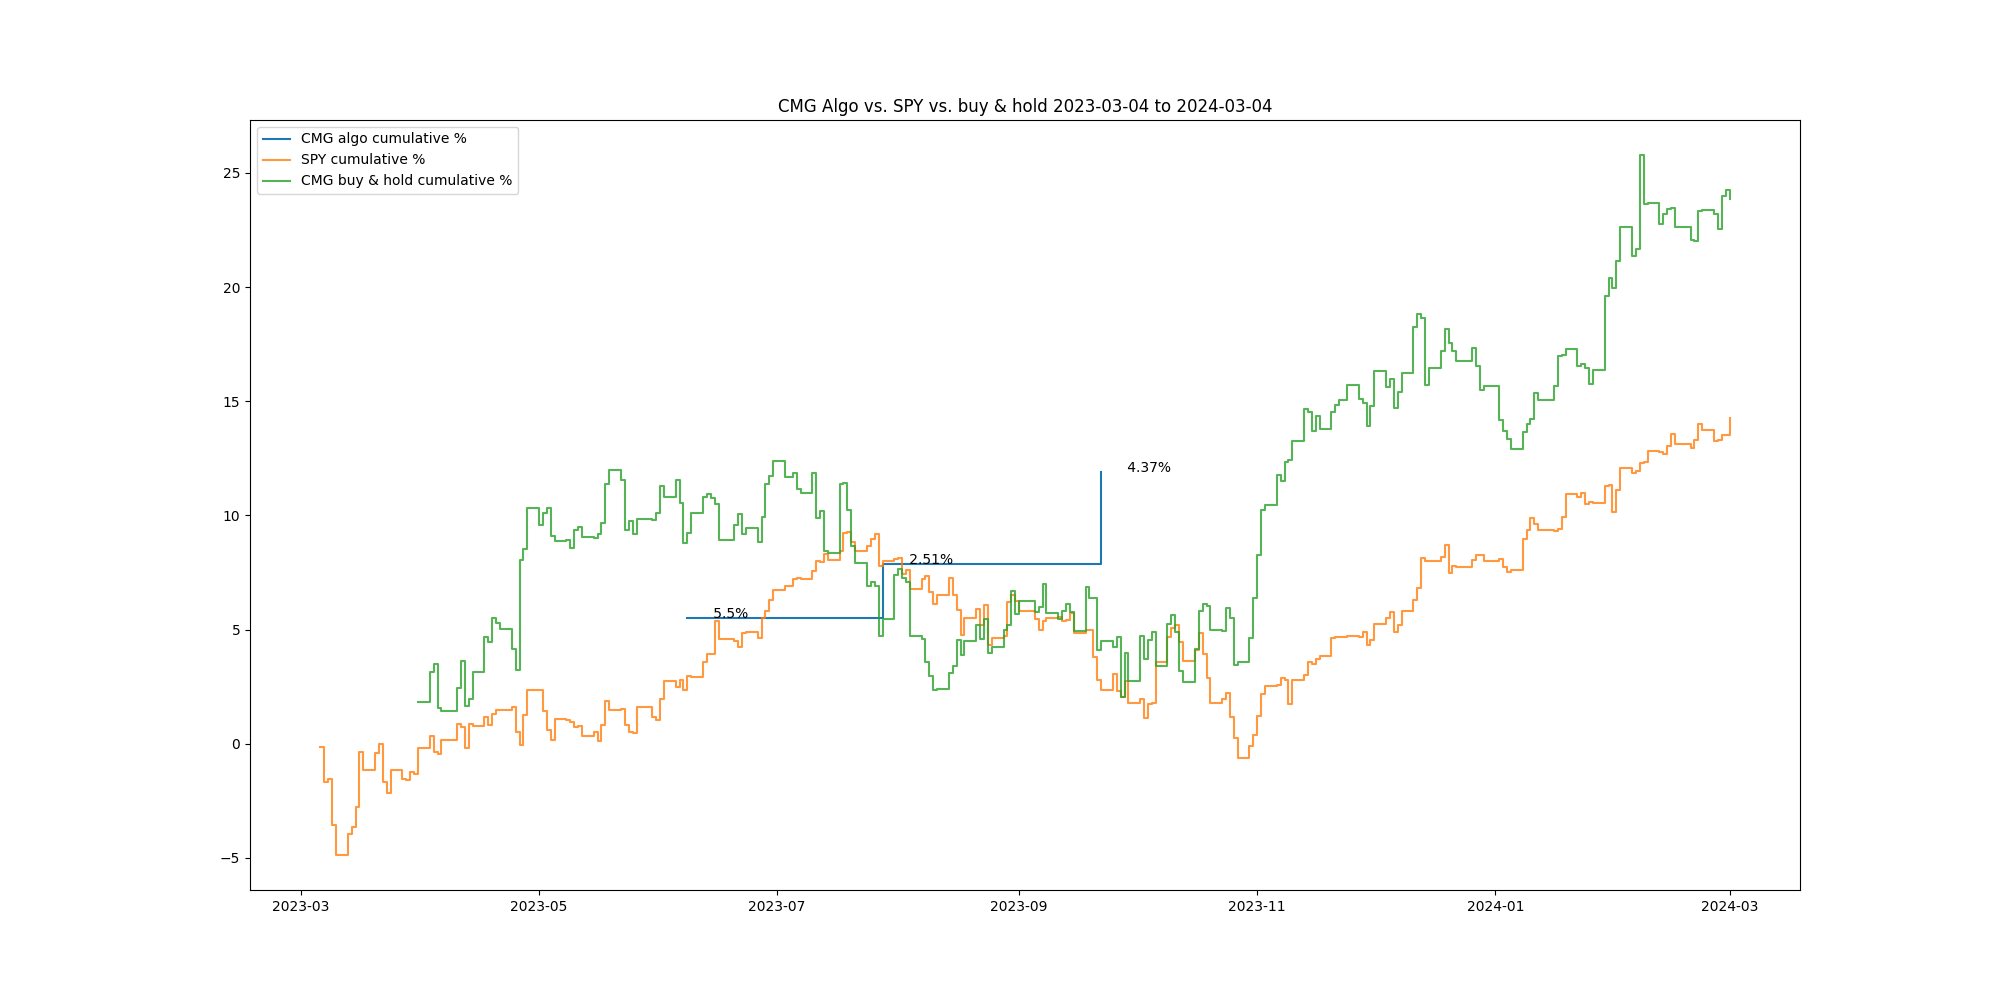 CMG Algo vs. SPY vs. buy & hold 2023-03-04 to 2024-03-04
CMG algo cumulative %
SPY cumulative %
CMG buy & hold cumulative %
25
20
15
10
5
0
−5
5.5%
2.51%
4.37%
2023-03 2023-05 2023-07 2023-09 2023-11 2024-01 2024-03